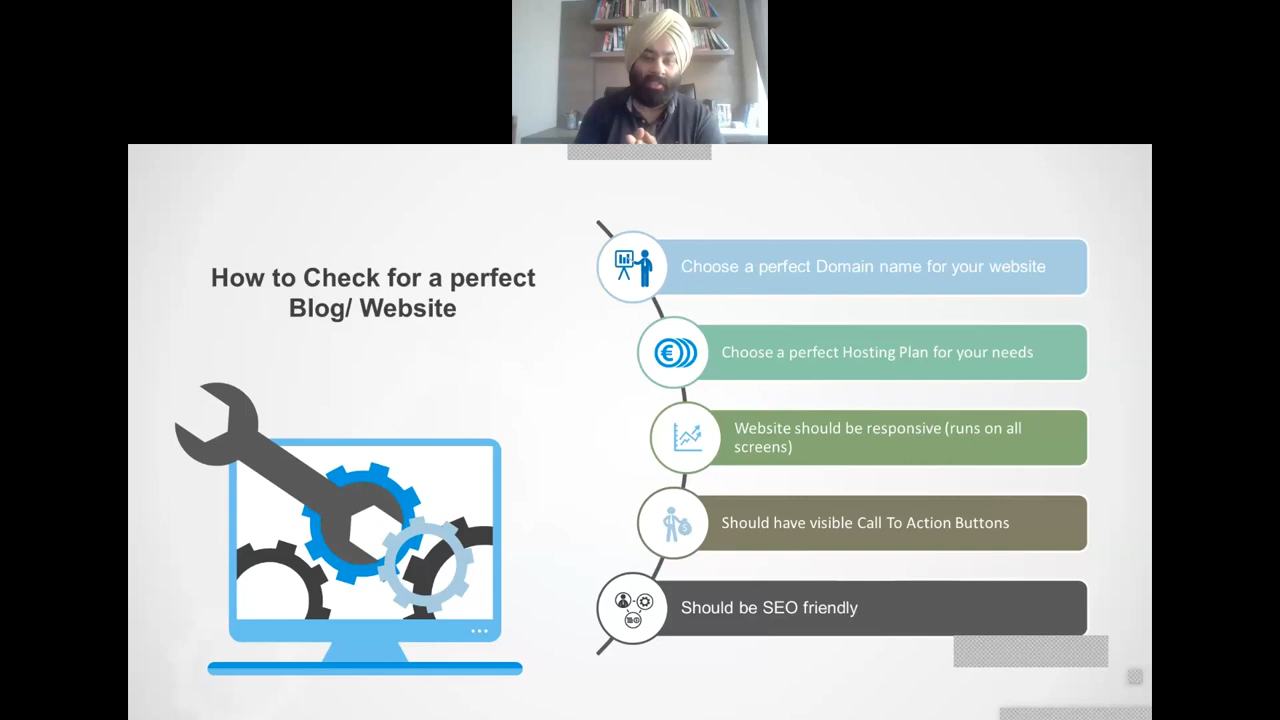 How to Check for a perfect
Blog/ Website
Choose a perfect Domain name for your website
Choose a perfect Hosting Plan for your needs
Website should be responsive (runs on all
screens)
Should have visible Call To Action Buttons
Should be SEO friendly